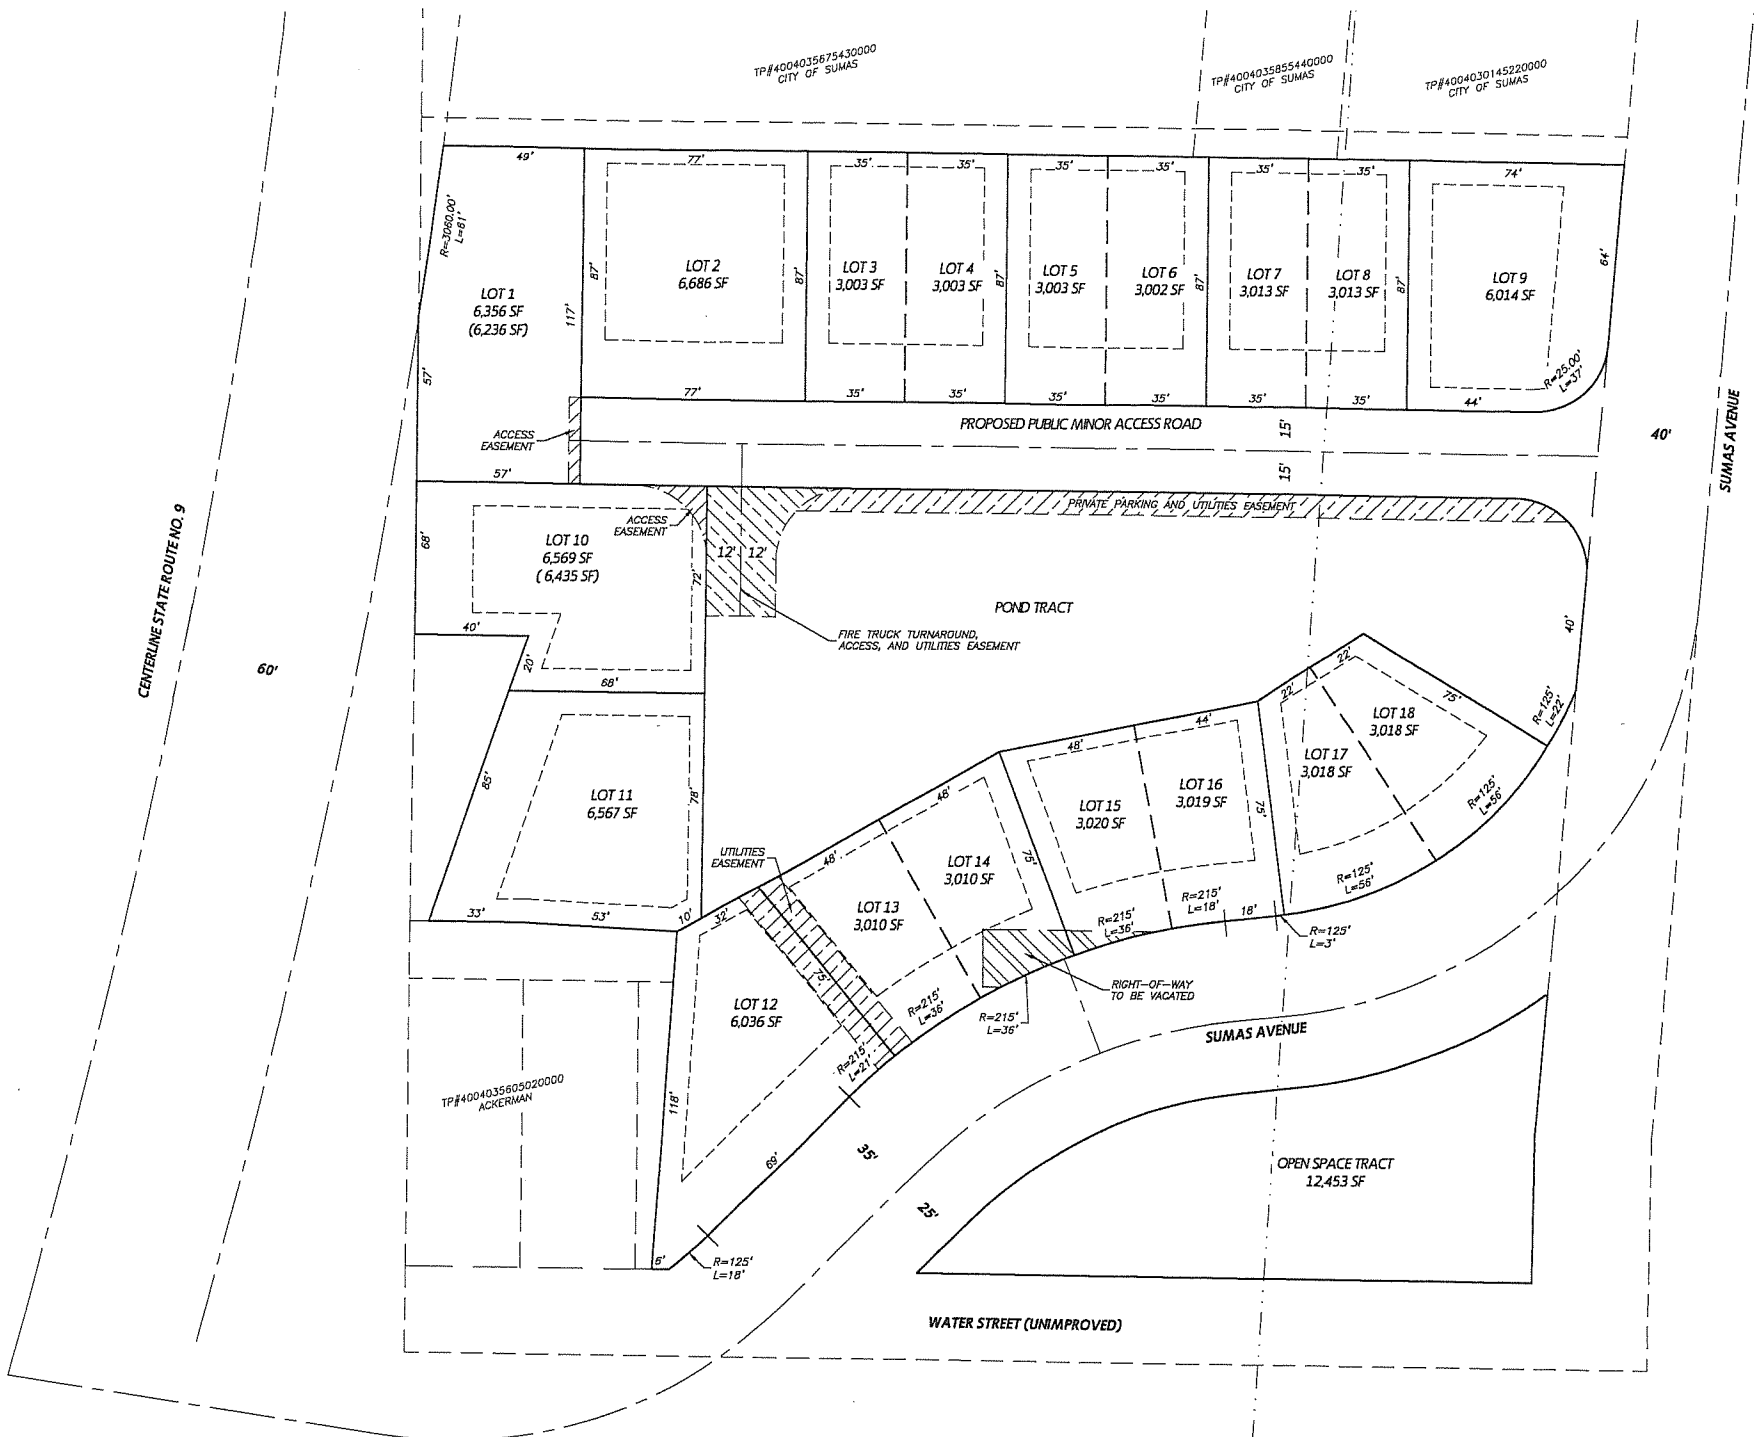 TP#4004035675430000
CITY OF SUMAS
TP#4004035855440000
CITY OF SUMAS
TP#4004030145220000
CITY OF SUMAS
49'
77'
35'
35'
35'
35'
35'
35'
74'
R=3060.00'
L=61'
LOT 1
6,356 SF
(6,236 SF)
117'
57'
87'
LOT 2
6,686 SF
87'
LOT 3
3,003 SF
LOT 4
3,003 SF
87'
LOT 5
3,003 SF
LOT 6
3,002 SF
87'
LOT 7
3,013 SF
LOT 8
3,013 SF
87'
LOT 9
6,014 SF
64'
R=25.00'
L=37'
77'
35'
35'
35'
35'
35'
35'
44'
ACCESS
EASEMENT
PROPOSED PUBLIC MINOR ACCESS ROAD
15'
15'
40'
SUMAS AVENUE
57'
CENTERLINE STATE ROUTE NO. 9
60'
68'
LOT 10
6,569 SF
( 6,435 SF)
ACCESS
EASEMENT
72'
12'
12'
PRIVATE PARKING AND UTILITIES EASEMENT
POND TRACT
FIRE TRUCK TURNAROUND,
ACCESS, AND UTILITIES EASEMENT
40'
20'
68'
40'
85'
LOT 11
6,567 SF
78'
33'
53'
10'
UTILITIES
EASEMENT
32'
48'
48'
48'
44'
22'
22'
75'
R=125'
L=22'
LOT 12
6,036 SF
75'
LOT 13
3,010 SF
LOT 14
3,010 SF
75'
LOT 15
3,020 SF
LOT 16
3,019 SF
75'
LOT 17
3,018 SF
LOT 18
3,018 SF
R=125'
L=56'
R=125'
L=56'
R=215'
L=18'
18'
R=125'
L=3'
R=215'
L=36'
RIGHT-OF-WAY
TO BE VACATED
R=215'
L=36'
R=215'
L=36'
R=215'
L=21'
SUMAS AVENUE
TP#4004035605020000
ACKERMAN
118'
69'
35'
25'
5'
R=125'
L=18'
OPEN SPACE TRACT
12,453 SF
WATER STREET (UNIMPROVED)